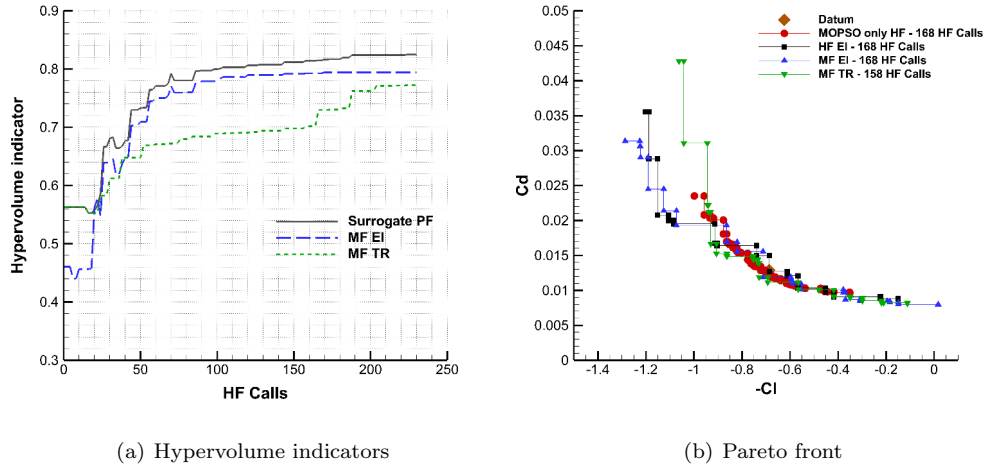 0.9
0.8
0.7
0.6
0.5
0.4
0.3
Hypervolume indicator
0 50 100 150 200 250
HF Calls
Surrogate PF
MF EI
MF TR
(a) Hypervolume indicators
0.05
0.045
0.04
0.035
0.03
0.025
0.02
0.015
0.01
0.005
0
Cd
-1.4 -1.2 -1 -0.8 -0.6 -0.4 -0.2 0
-Cl
Datum
MOPSO only HF - 168 HF Calls
HF EI - 168 HF Calls
MF EI - 168 HF Calls
MF TR - 158 HF Calls
(b) Pareto front